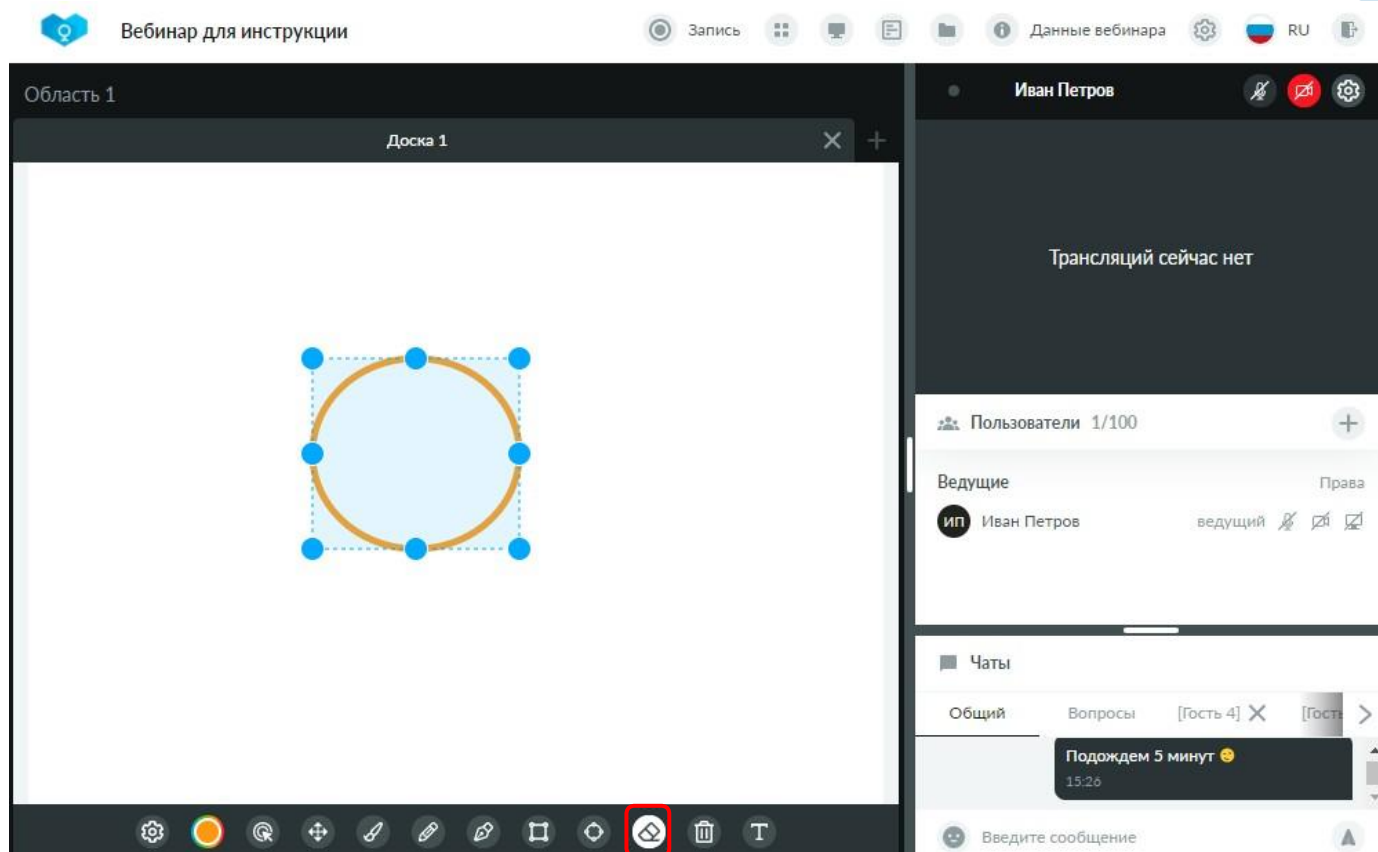 Вебинар для инструкции
Запись
Данные вебинара
RU
Область 1
Доска 1
Иван Петров
Трансляций сейчас нет
Пользователи 1/100
Ведущие Права
ИП Иван Петров ведущий
Чаты
Общий Вопросы [Гость 4] [Гость
Подождем 5 минут
15:26
T
Введите сообщение